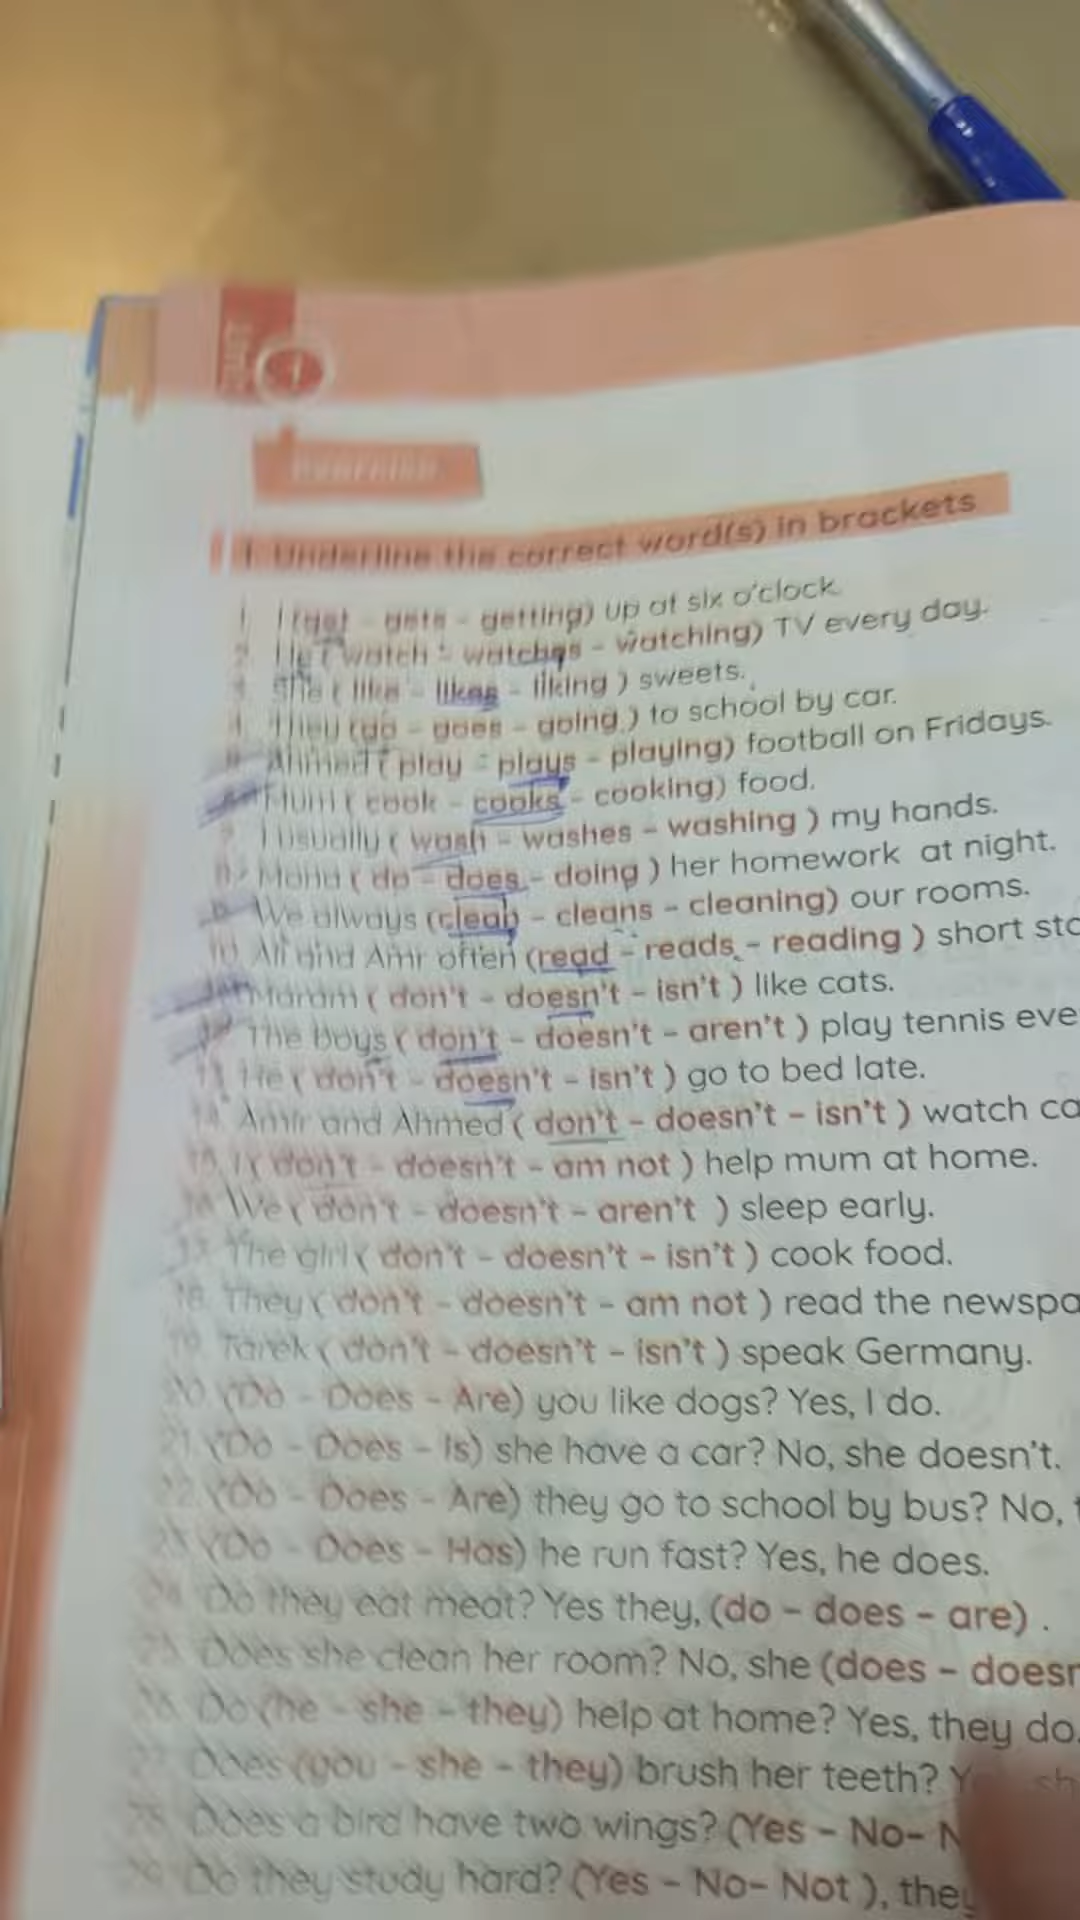 Unit
1
Exercise
1 Underline the correct word(s) in brackets
1. I (get - gets - getting) up at six o'clock.
2. He ( watch - watches - watching) TV every day.
3. She ( like - likes - liking ) sweets.
4. They (go - goes - going ) to school by car.
5. Ahmed ( play - plays - playing) football on Fridays.
6. Mum ( cook - cooks - cooking) food.
7. I usually ( wash - washes - washing ) my hands.
8. Mona ( do - does - doing ) her homework at night.
9. We always (clean - cleans - cleaning) our rooms.
10. Ali and Amr often (read - reads - reading ) short
11. Maram ( don't - doesn't - isn't ) like cats.
12. The boys ( don't - doesn't - aren't ) play tennis eve
13. He ( don't - doesn't - isn't ) go to bed late.
14. Amir and Ahmed ( don't - doesn't - isn't ) watch ca
15. I ( don't - doesn't - am not ) help mum at home.
16. We ( don't - doesn't - aren't ) sleep early.
17. The girl ( don't - doesn't - isn't ) cook food.
18. They ( don't - doesn't - am not ) read the newspa
19. Tarek ( don't - doesn't - isn't ) speak Germany.
20. (Do - Does - Are) you like dogs? Yes, I do.
21. (Do - Does - Is) she have a car? No, she doesn't.
22. (Do - Does - Are) they go to school by bus? No,
23. (Do - Does - Has) he run fast? Yes, he does.
24. Do they eat meat? Yes they, (do - does - are) .
25. Does she clean her room? No, she (does - doesn
26. Do (he - she - they) help at home? Yes, they do.
27. Does (you - she - they) brush her teeth?
28. Does a bird have two wings? (Yes - No- N
29. Do they study hard? (Yes - No- Not ), they